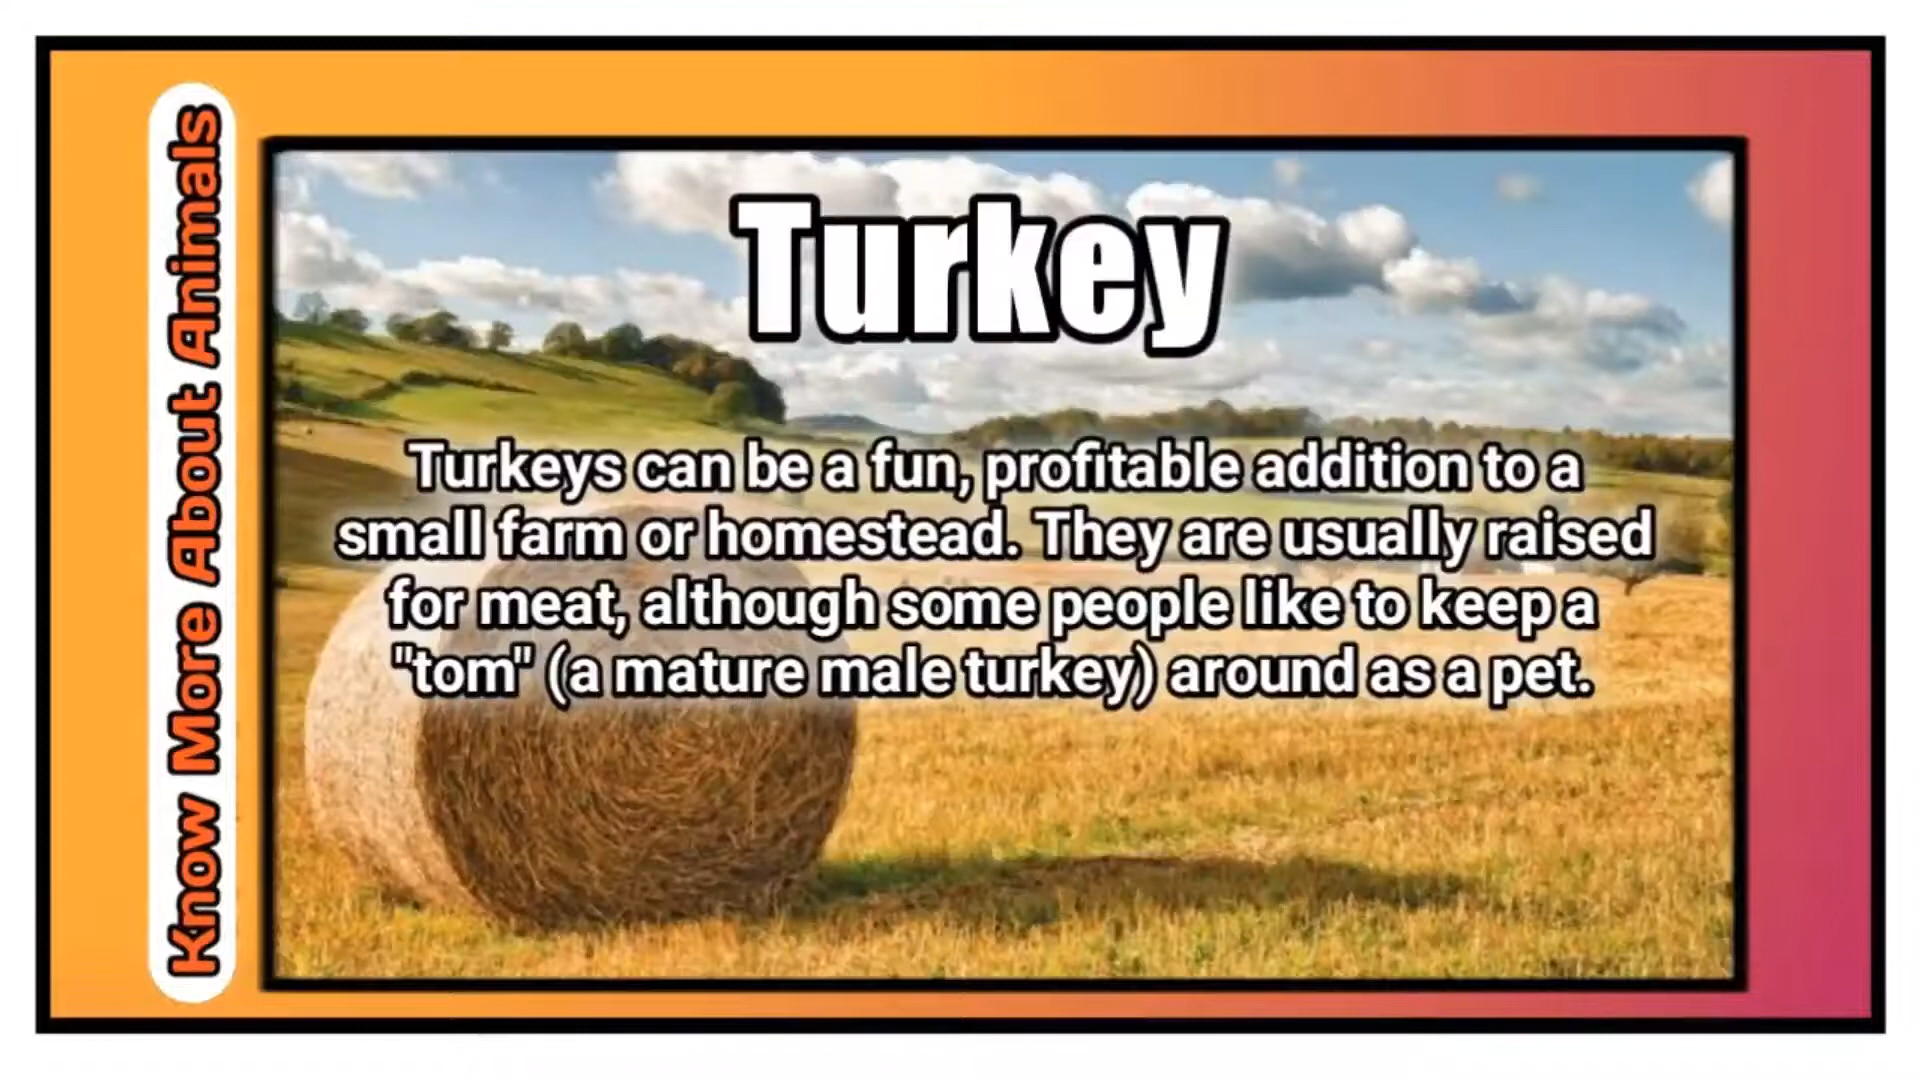 Know More About Animals
Turkey
Turkeys can be a fun, profitable addition to a
small farm or homestead. They are usually raised
for meat, although some people like to keep a
"tom" (a mature male turkey) around as a pet.